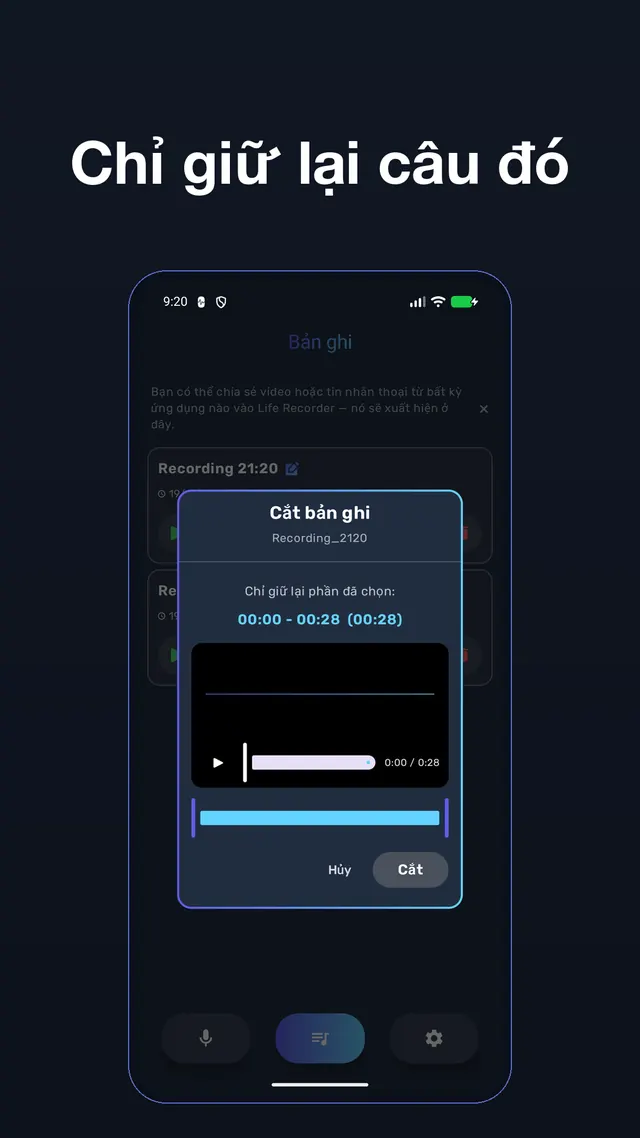 Chỉ giữ lại câu đó
9:20
Bản ghi
Bạn có thể chia sẻ video hoặc tin nhắn thoại từ bất kỳ
ứng dụng nào vào Life Recorder — nó sẽ xuất hiện ở
đây.
Recording 21:20
19
Cắt bản ghi
Recording_2120
Re
19
Chỉ giữ lại phần đã chọn:
00:00 - 00:28 (00:28)
0:00 / 0:28
Hủy
Cắt